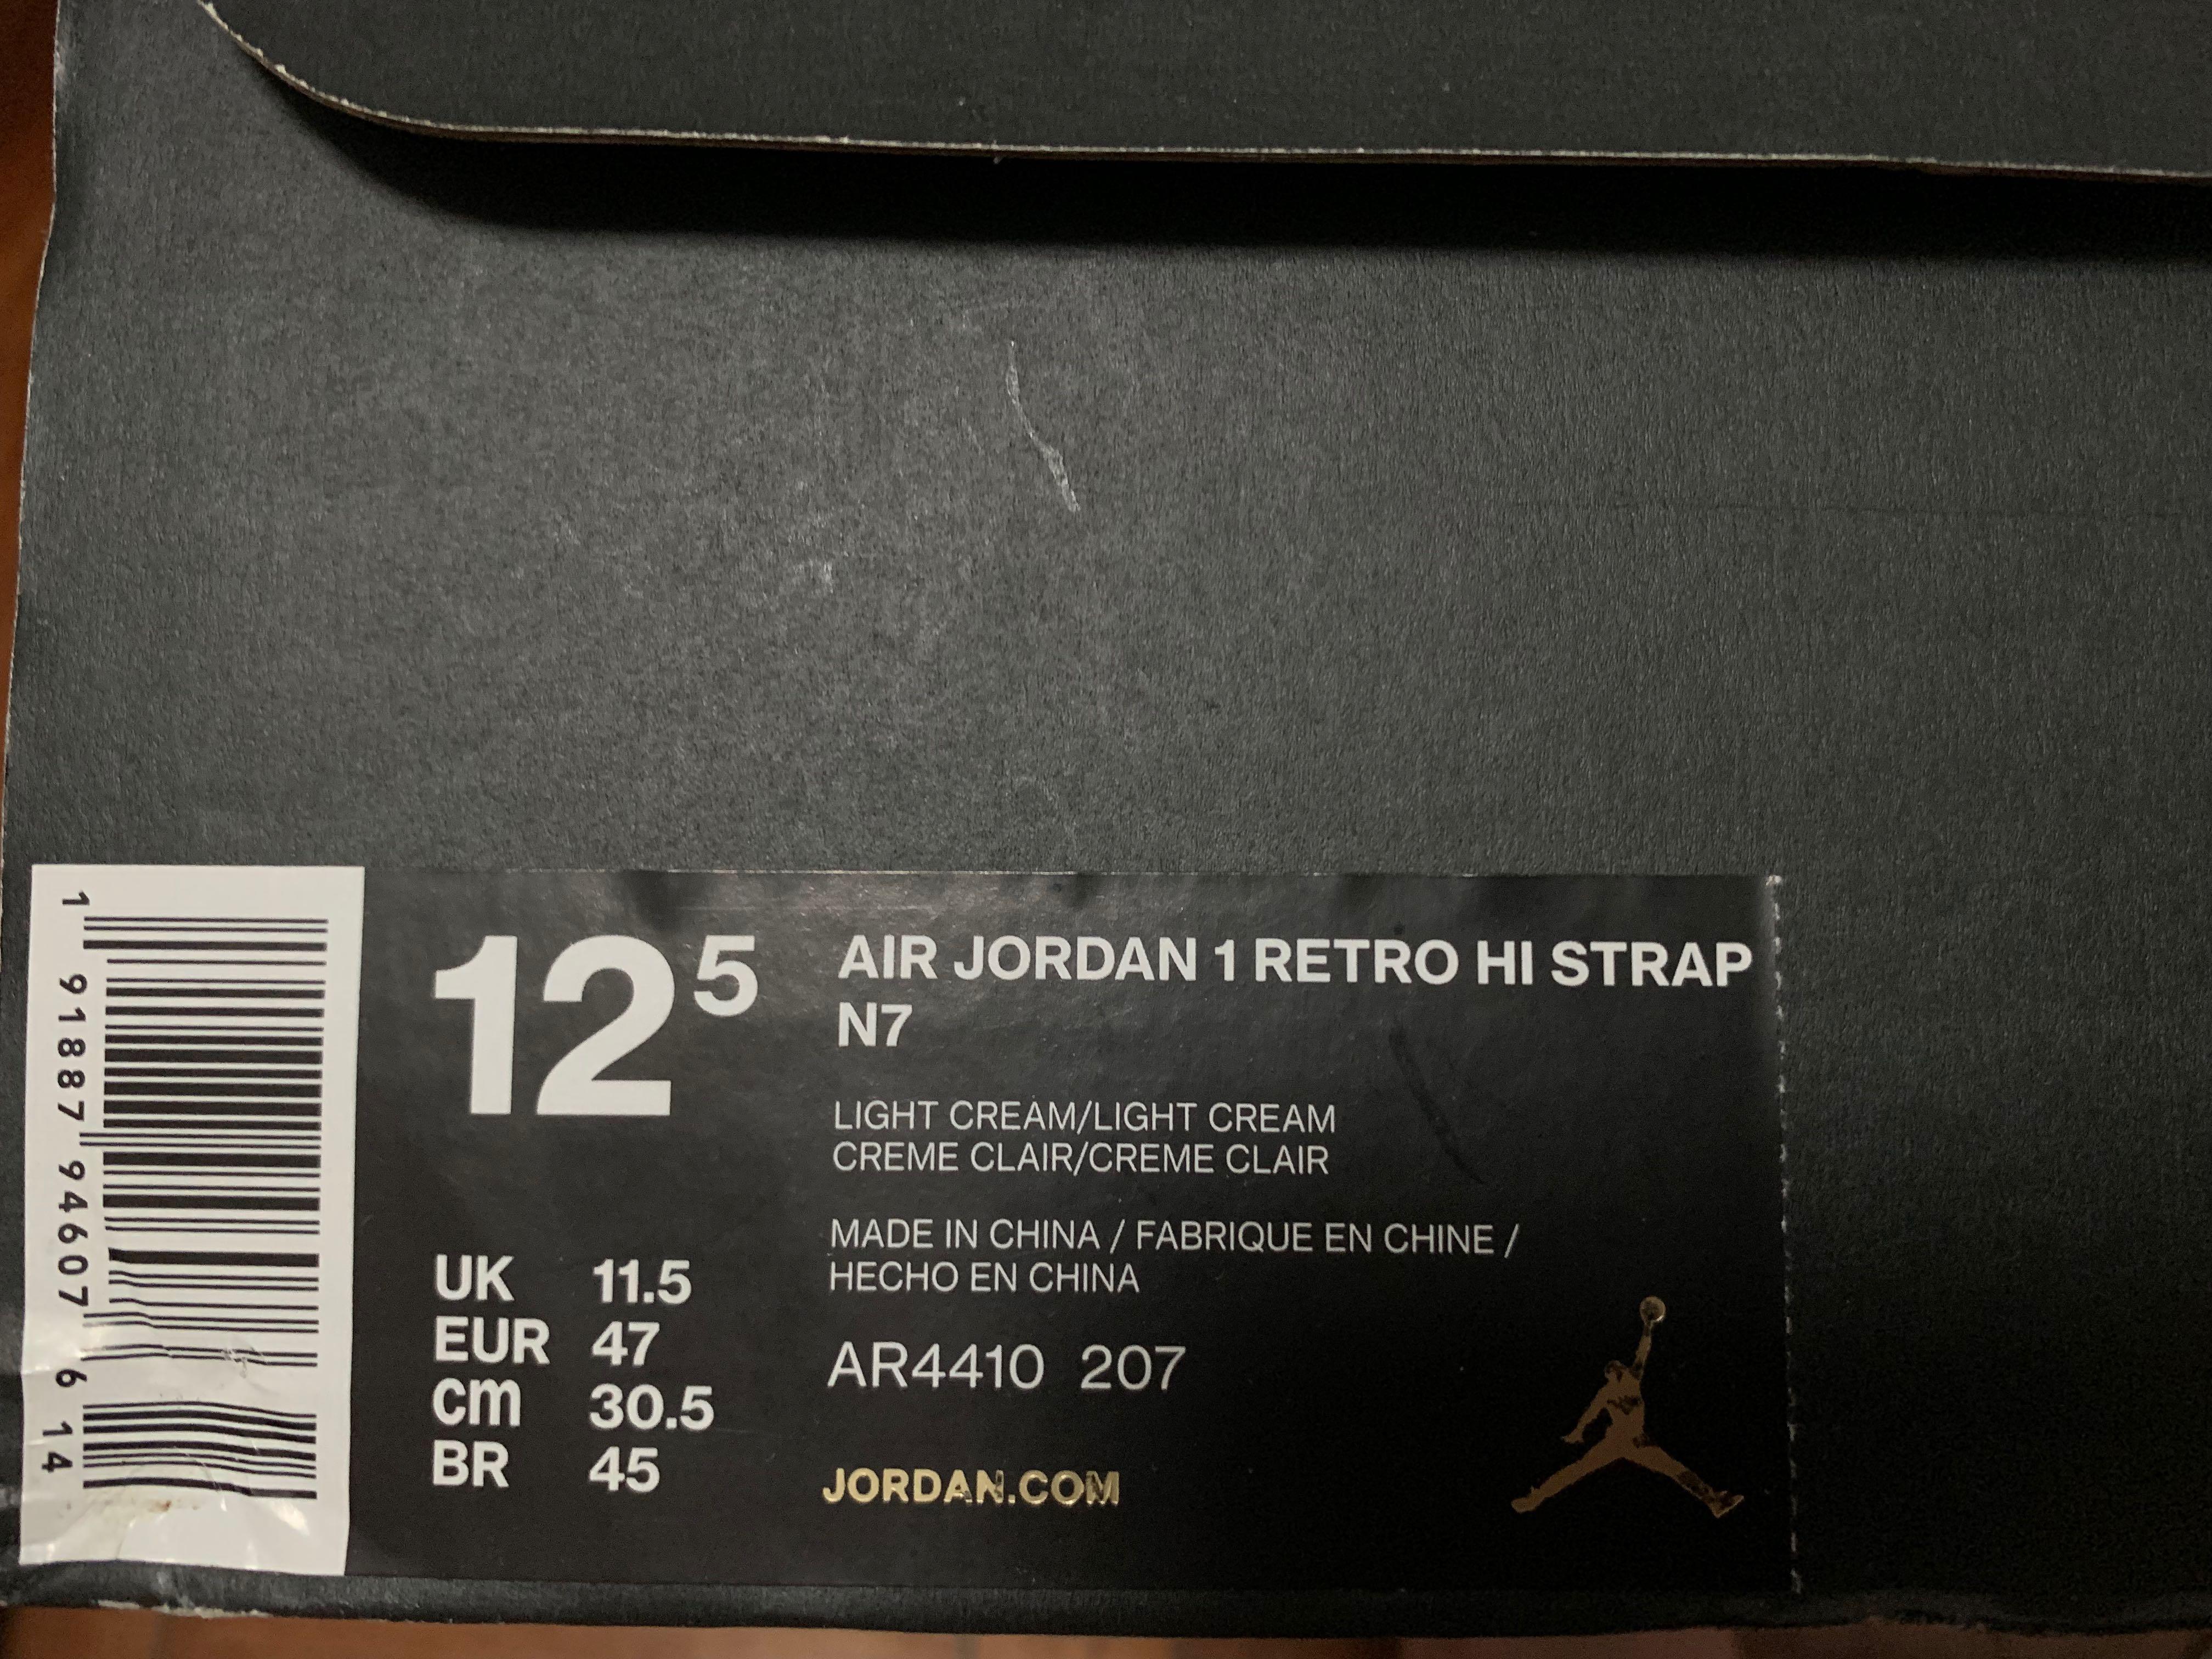 1 91887 94607 6 14
12 5
AIR JORDAN 1 RETRO HI STRAP
N7
LIGHT CREAM/LIGHT CREAM
CREME CLAIR/CREME CLAIR
MADE IN CHINA / FABRIQUE EN CHINE /
HECHO EN CHINA
UK 11.5
EUR 47
cm 30.5
BR 45
AR4410 207
JORDAN.COM